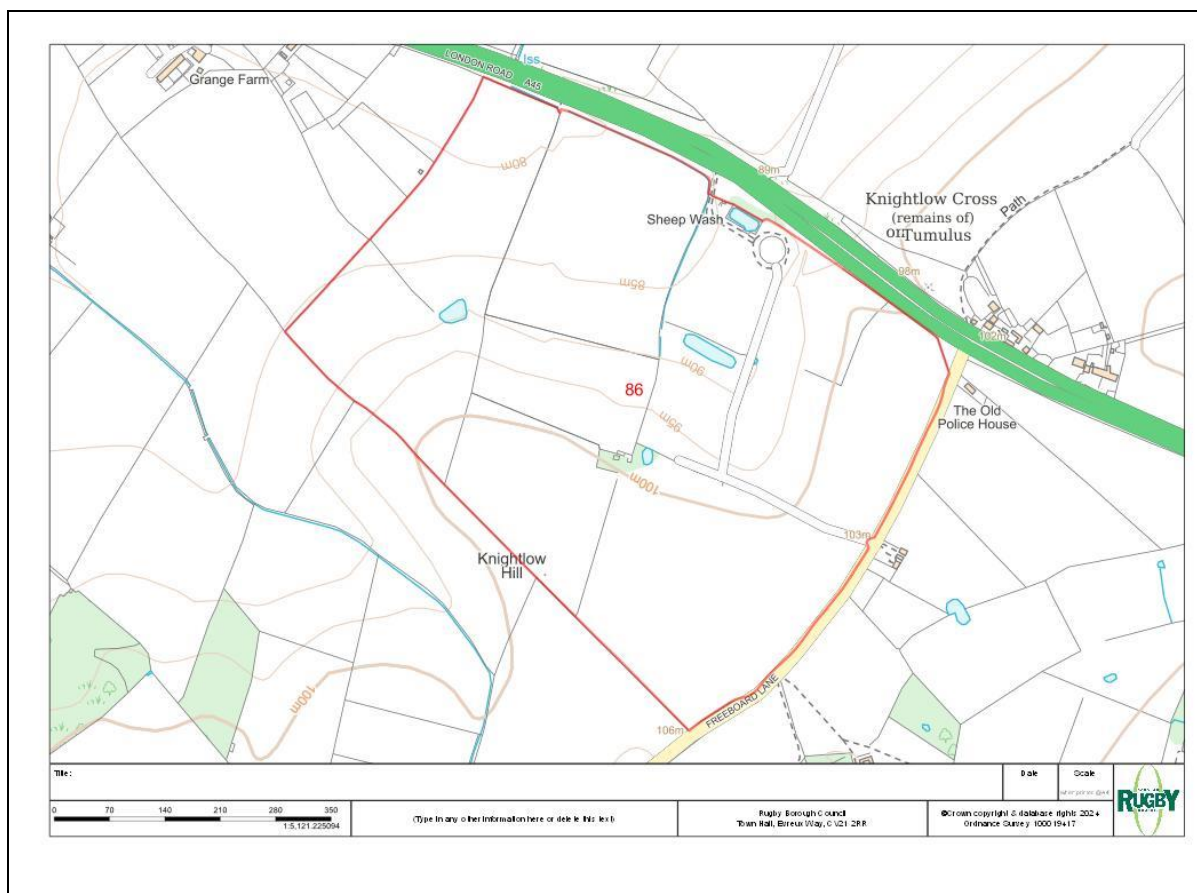 LONDON ROAD
A45
Grange Farm
80m
89m
Knightlow Cross
(remains of)
on Tumulus
Path
Sheep Wash
98m
85m
102m
90m
86
The Old
Police House
95m
100m
103m
Knightlow
Hill
100m
106m
FREEBOARD LANE
Title:
Date
Scale
0 70 140 210 280 350
1:5,121.225094
(Type in any other information here or delete this text)
Rugby Borough Council
Town Hall, Evreux Way, CV21 2RR
©Crown copyright & database rights 2024
Ordnance Survey 100019417
RUGBY